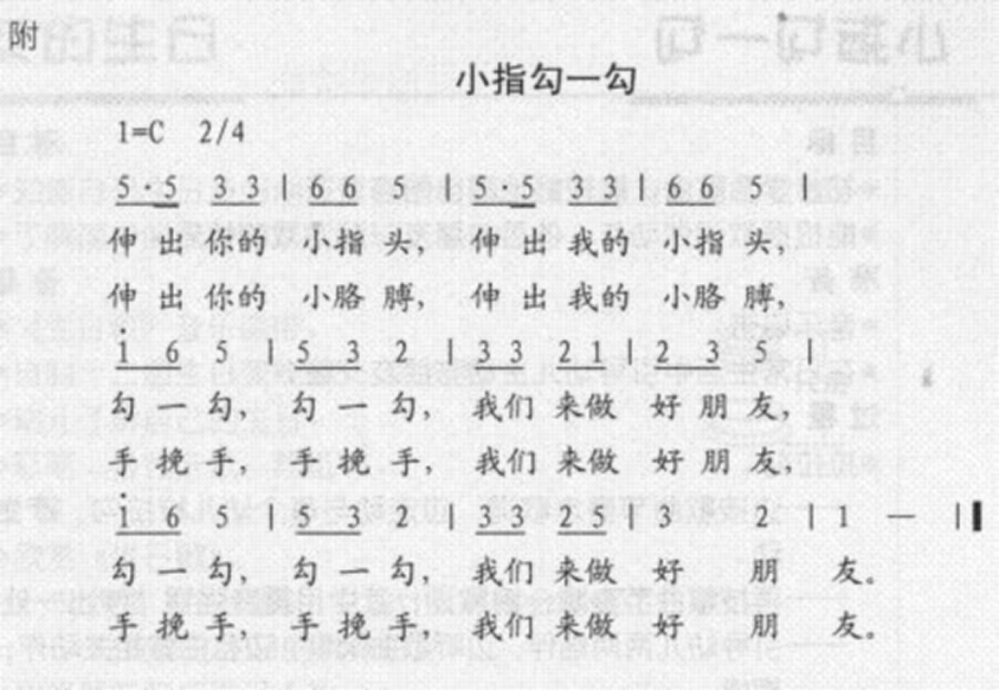 附
小指勾一勾
1=C 2/4
5 · 5 3 3 | 6 6 5 | 5 · 5 3 3 | 6 6 5 |
伸 出 你的 小指 头, 伸 出 我的 小指 头,
伸 出 你的 小胳 膊, 伸 出 我的 小胳 膊,
i 6 5 | 5 3 2 | 3 3 2 1 | 2 3 5 |
勾 一 勾, 勾 一 勾, 我们 来做 好 朋 友,
手 挽 手, 手 挽 手, 我们 来做 好 朋 友,
i 6 5 | 5 3 2 | 3 3 2 5 | 3 2 | 1 — ‖
勾 一 勾, 勾 一 勾, 我们 来做 好 朋 友。
手 挽 手, 手 挽 手, 我们 来做 好 朋 友。